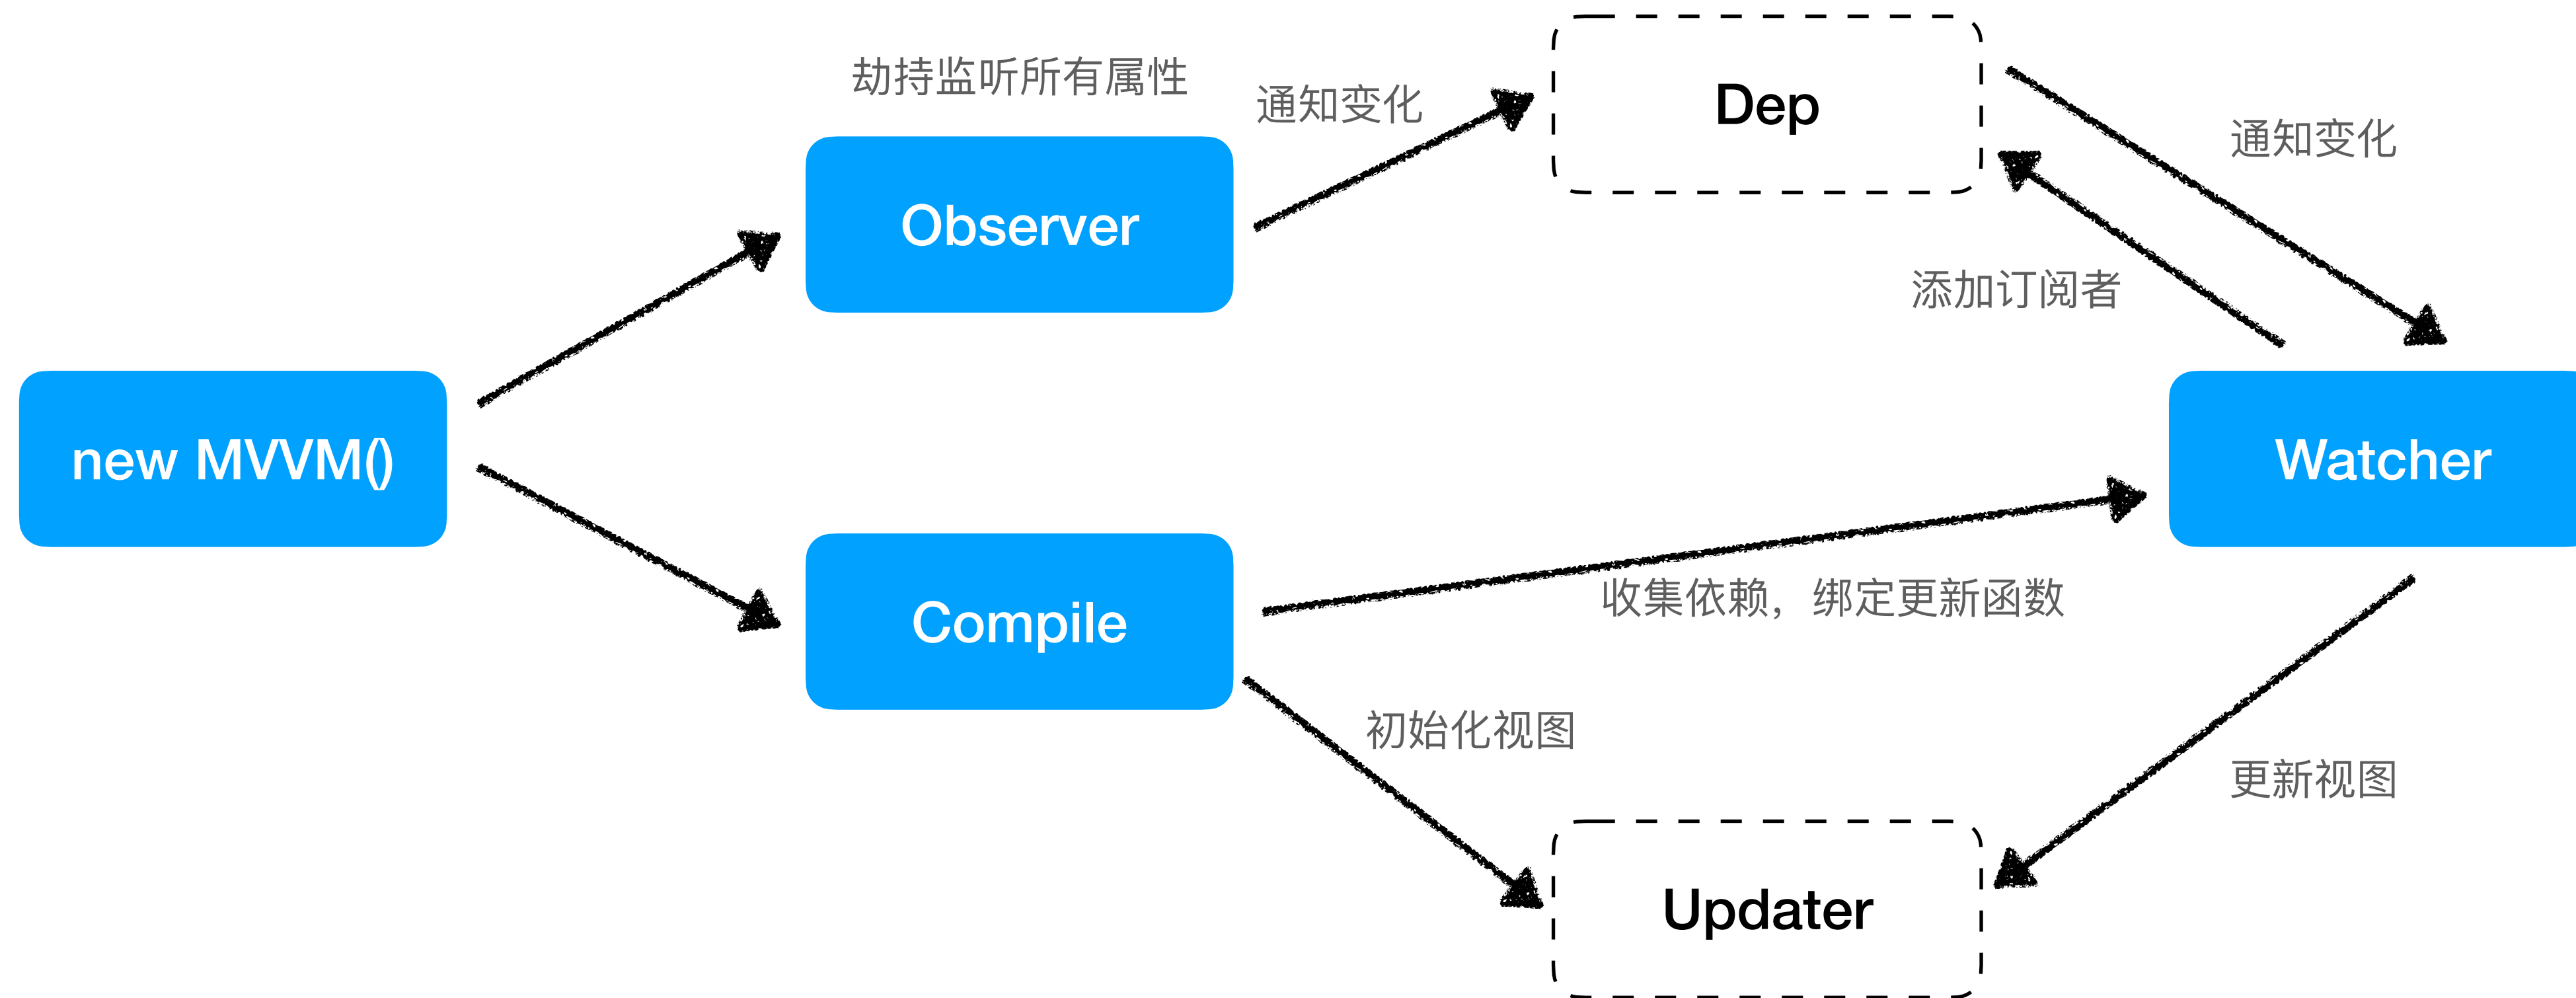 劫持监听所有属性
通知变化
Dep
通知变化
Observer
添加订阅者
new MVVM()
Watcher
Compile
收集依赖，绑定更新函数
初始化视图
更新视图
Updater